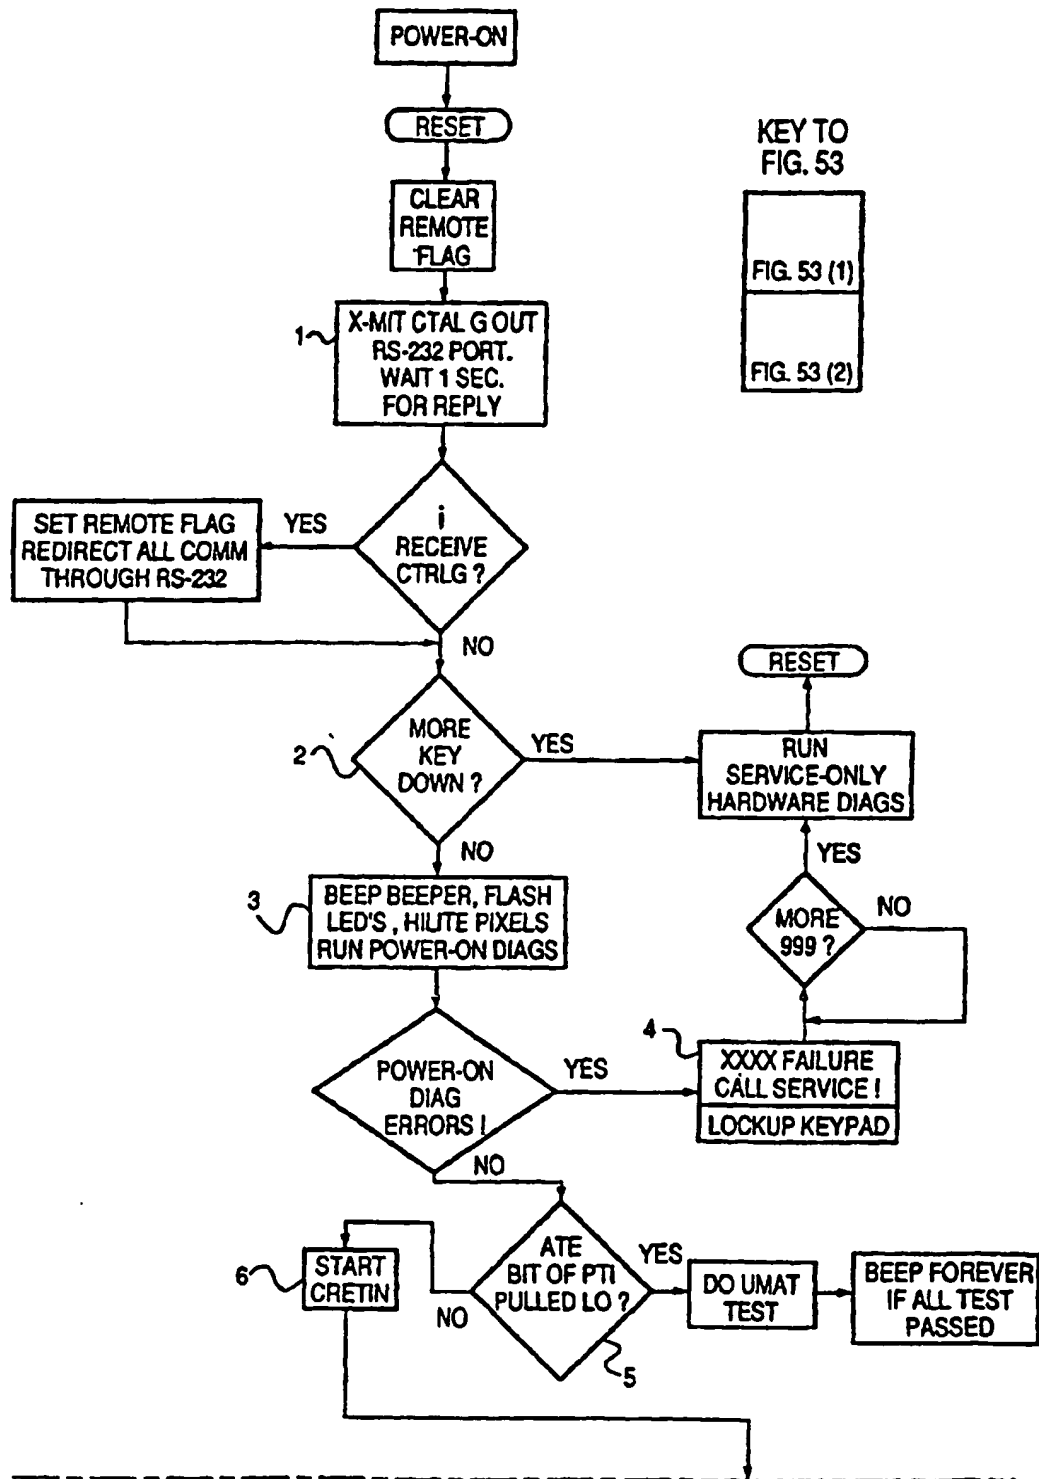 POWER-ON
RESET
KEY TO
FIG. 53
FIG. 53 (1)
FIG. 53 (2)
CLEAR
REMOTE
FLAG
1
X-MIT CTAL G OUT
RS-232 PORT.
WAIT 1 SEC.
FOR REPLY
i
RECEIVE
CTRLG ?
YES
SET REMOTE FLAG
REDIRECT ALL COMM
THROUGH RS-232
NO
2
MORE
KEY
DOWN ?
YES
RESET
RUN
SERVICE-ONLY
HARDWARE DIAGS
YES
MORE
999 ?
NO
NO
3
BEEP BEEPER, FLASH
LED'S , HILITE PIXELS
RUN POWER-ON DIAGS
POWER-ON
DIAG
ERRORS !
YES
4
XXXX FAILURE
CALL SERVICE !
LOCKUP KEYPAD
NO
ATE
BIT OF PTI
PULLED LO ?
YES
DO UMAT
TEST
BEEP FOREVER
IF ALL TEST
PASSED
NO
5
6
START
CRETIN